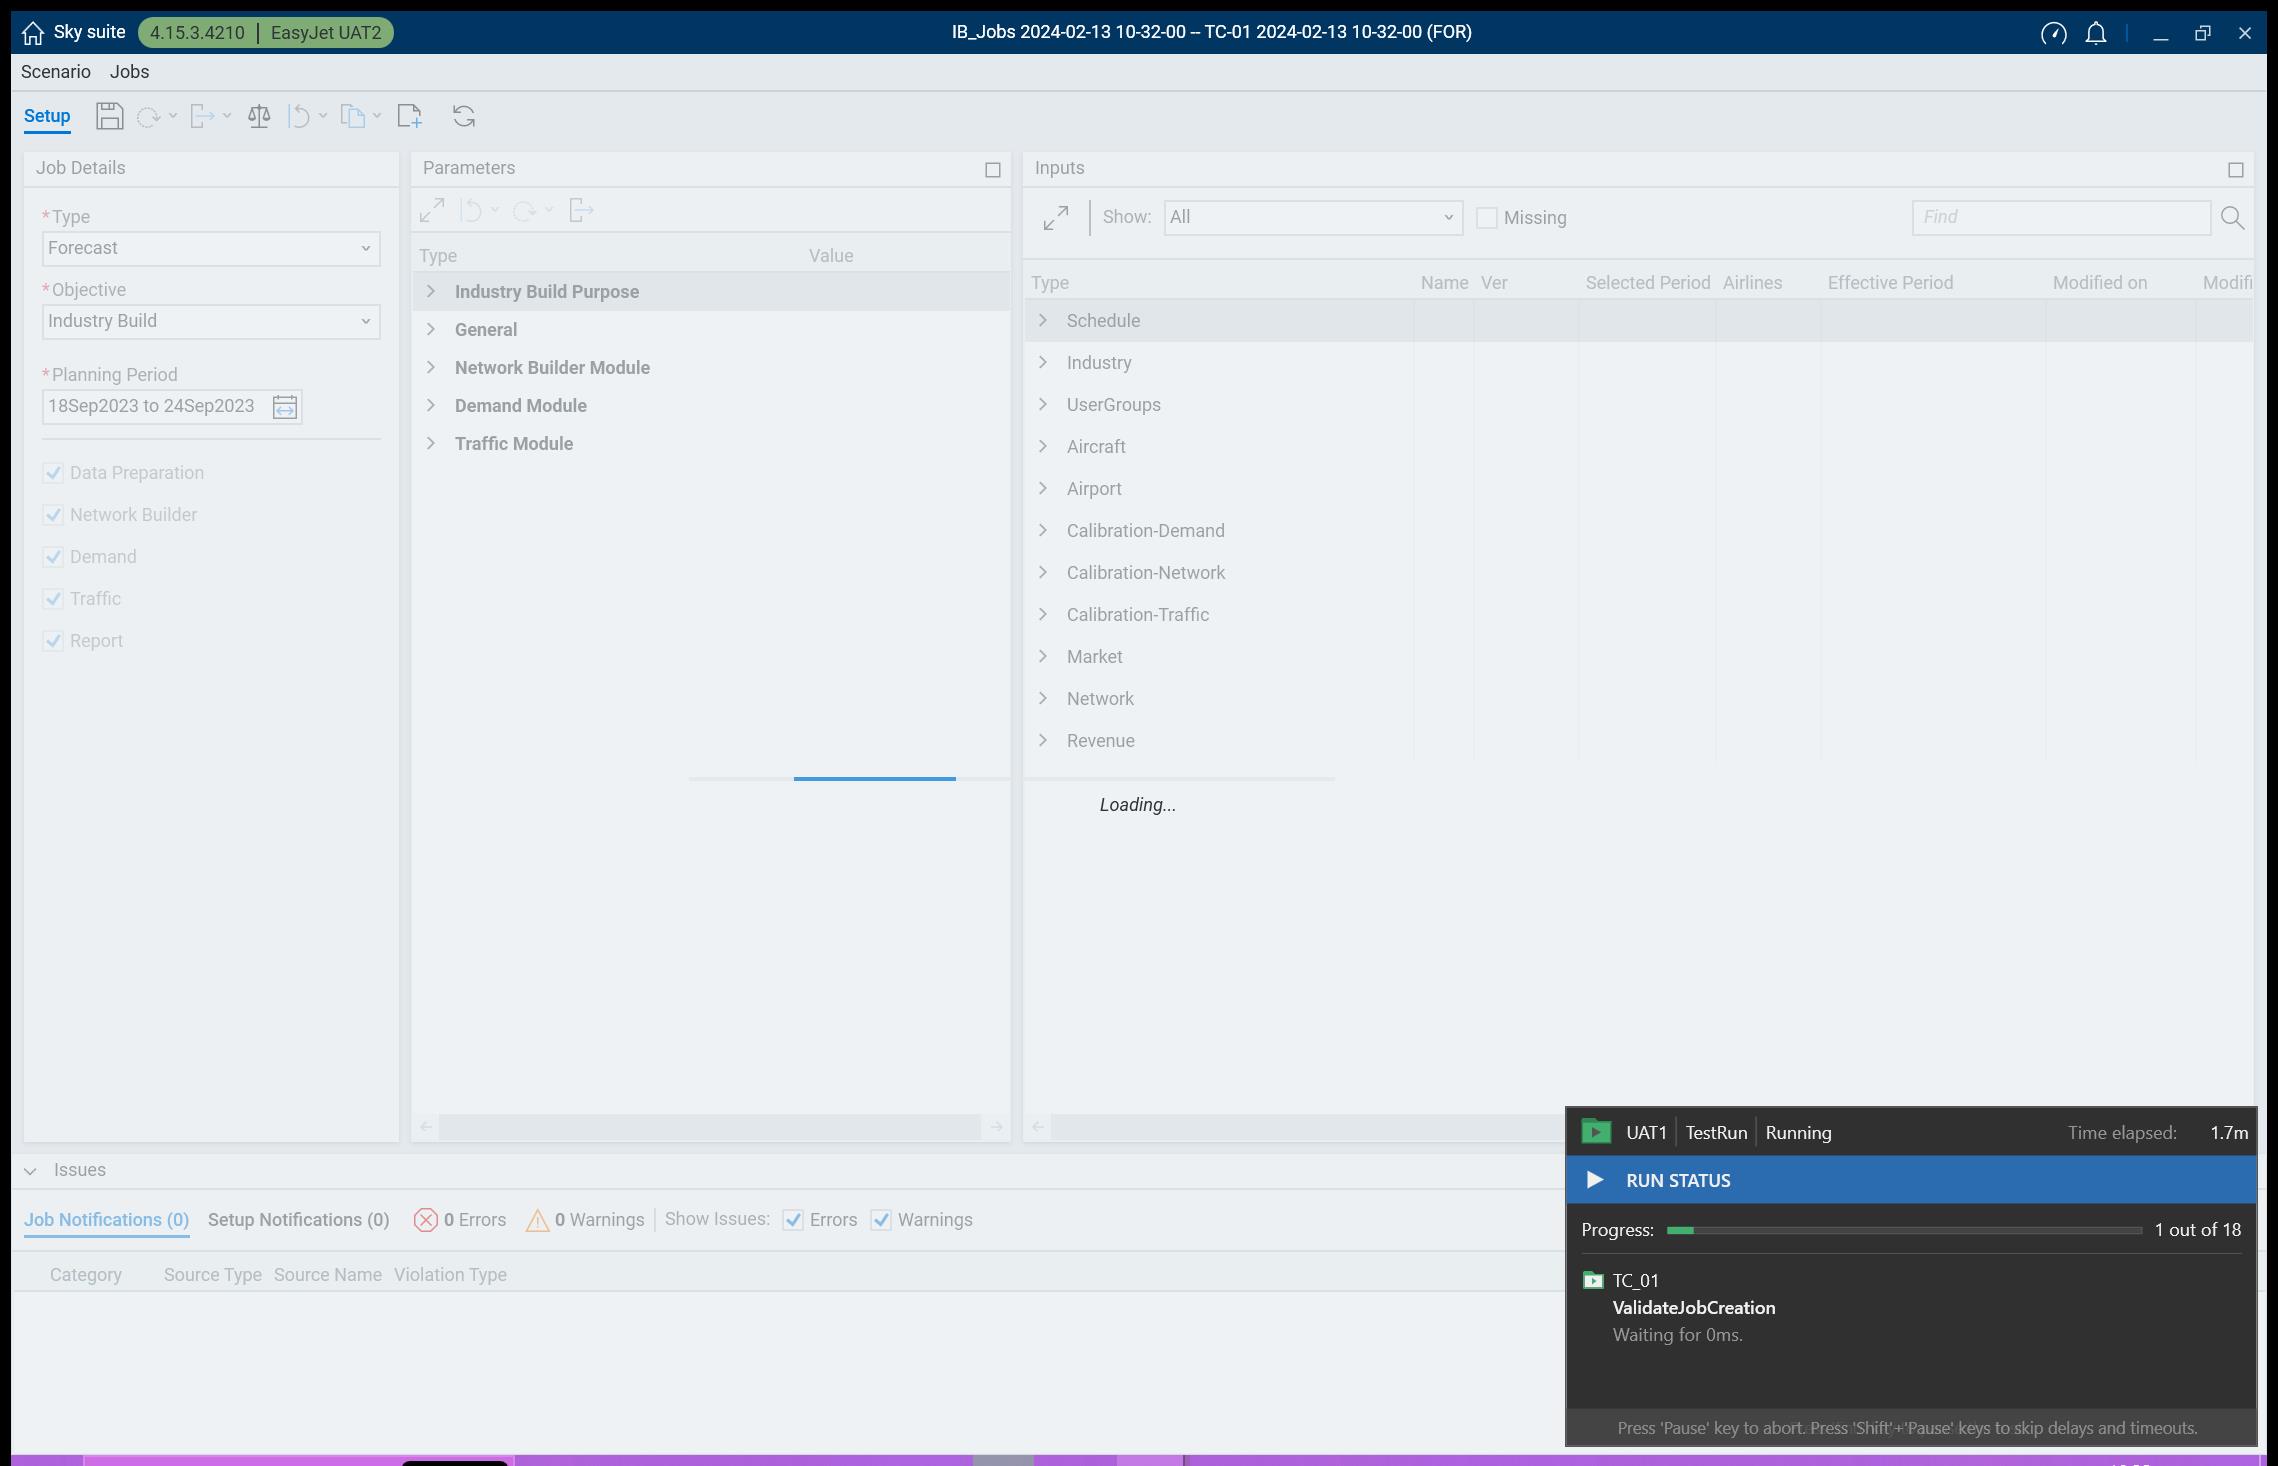 Sky suite 4.15.3.4210 | EasyJet UAT2 IB_Jobs 2024-02-13 10-32-00 -- TC-01 2024-02-13 10-32-00 (FOR)
Scenario Jobs
Setup
Job Details
*Type
Forecast
*Objective
Industry Build
*Planning Period
18Sep2023 to 24Sep2023
Data Preparation
Network Builder
Demand
Traffic
Report
Parameters
Type Value
Industry Build Purpose
General
Network Builder Module
Demand Module
Traffic Module
Inputs
Show: All Missing Find
Type Name Ver Selected Period Airlines Effective Period Modified on Modifi
Schedule
Industry
UserGroups
Aircraft
Airport
Calibration-Demand
Calibration-Network
Calibration-Traffic
Market
Network
Revenue
Loading...
Issues
Job Notifications (0) Setup Notifications (0) 0 Errors 0 Warnings Show Issues: Errors Warnings
Category Source Type Source Name Violation Type
UAT1 TestRun Running Time elapsed: 1.7m
RUN STATUS
Progress: 1 out of 18
TC_01
ValidateJobCreation
Waiting for 0ms.
Press 'Pause' key to abort. Press 'Shift'+'Pause' keys to skip delays and timeouts.